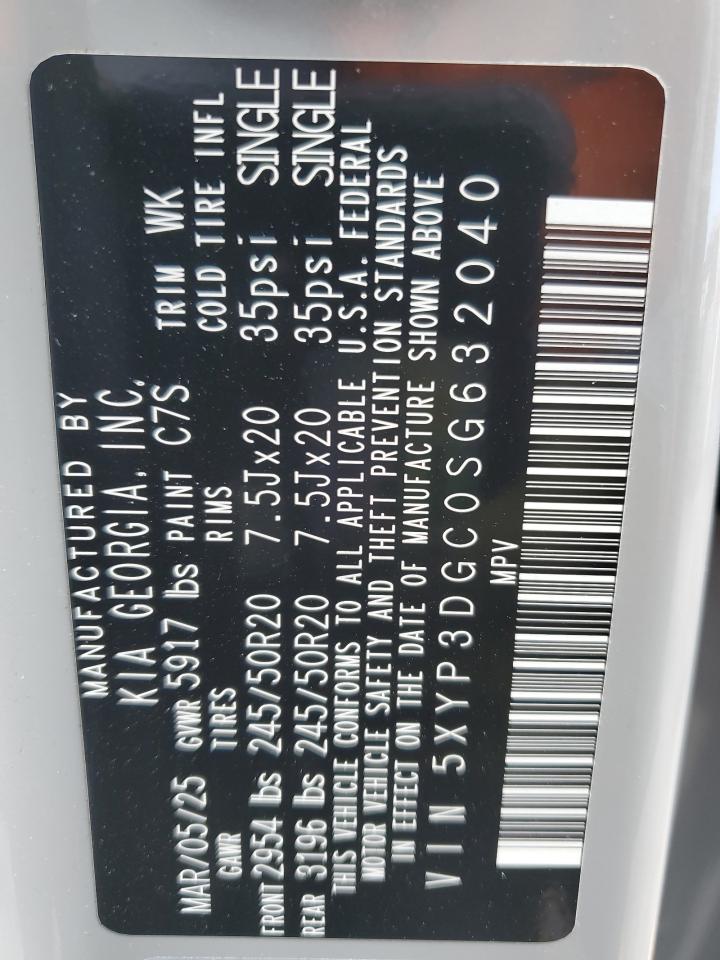 MANUFACTURED BY
KIA GEORGIA, INC.
MAR/05/25 GVWR 5917 lbs PAINT C7S TRIM WK
GAWR TIRES RIMS COLD TIRE INFL
FRONT 2954 lbs 245/50R20 7.5Jx20 35psi SINGLE
REAR 3196 lbs 245/50R20 7.5Jx20 35psi SINGLE
THIS VEHICLE CONFORMS TO ALL APPLICABLE U.S.A. FEDERAL
MOTOR VEHICLE SAFETY AND THEFT PREVENTION STANDARDS
IN EFFECT ON THE DATE OF MANUFACTURE SHOWN ABOVE
VIN 5XYP3DGC0SG632040
MPV